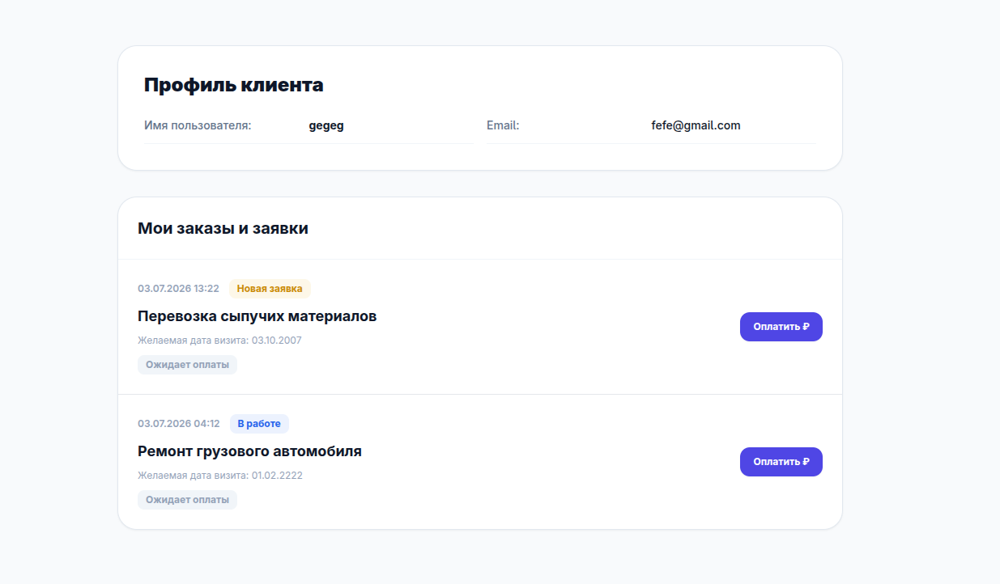 Профиль клиента
Имя пользователя: gegeg Email: fefe@gmail.com
Мои заказы и заявки
03.07.2026 13:22 Новая заявка
Перевозка сыпучих материалов
Желаемая дата визита: 03.10.2007
Ожидает оплаты
Оплатить ₽
03.07.2026 04:12 В работе
Ремонт грузового автомобиля
Желаемая дата визита: 01.02.2222
Ожидает оплаты
Оплатить ₽